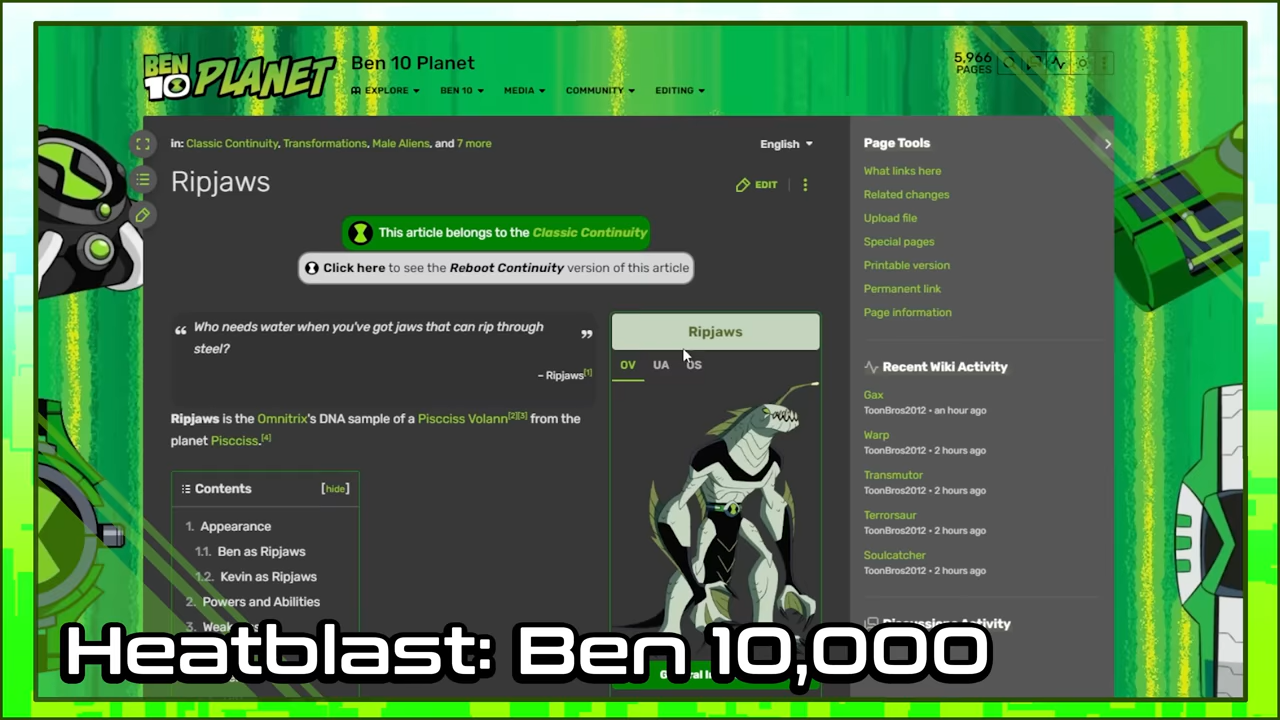 BEN 10 PLANET
Ben 10 Planet
5,966 PAGES
EXPLORE BEN 10 MEDIA COMMUNITY EDITING
in: Classic Continuity, Transformations, Male Aliens, and 7 more
English
Ripjaws
EDIT
This article belongs to the Classic Continuity
Click here to see the Reboot Continuity version of this article
“ Who needs water when you've got jaws that can rip through
steel? ”
– Ripjaws[1]
Ripjaws is the Omnitrix's DNA sample of a Piscciss Volann[2][3] from the
planet Piscciss.[4]
Contents [hide]
1. Appearance
1.1. Ben as Ripjaws
1.2. Kevin as Ripjaws
2. Powers and Abilities
3.
Ripjaws
OV UA OS
Page Tools
What links here
Related changes
Upload file
Special pages
Printable version
Permanent link
Page information
Recent Wiki Activity
Gax
ToonBros2012 • an hour ago
Warp
ToonBros2012 • 2 hours ago
Transmutor
ToonBros2012 • 2 hours ago
Terrorsaur
ToonBros2012 • 2 hours ago
Soulcatcher
ToonBros2012 • 2 hours ago
Discussions Activity
Heatblast: Ben 10,000